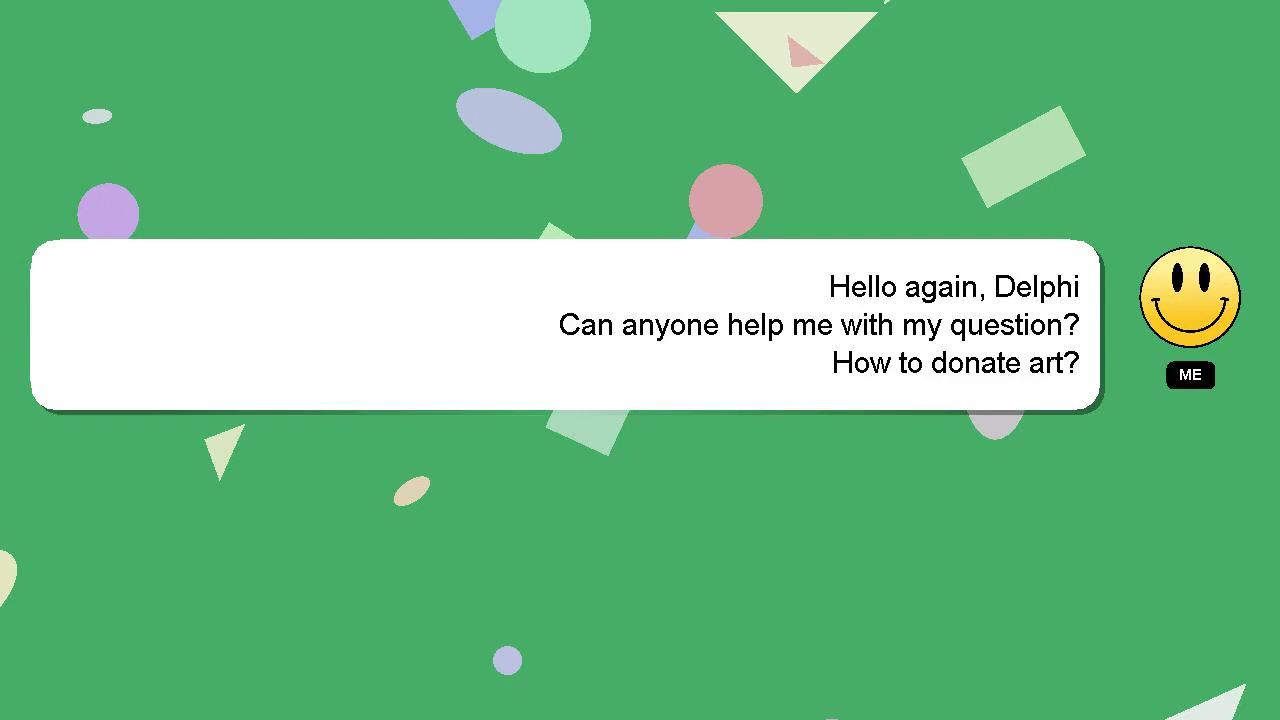 Hello again, Delphi
Can anyone help me with my question?
How to donate art?
ME